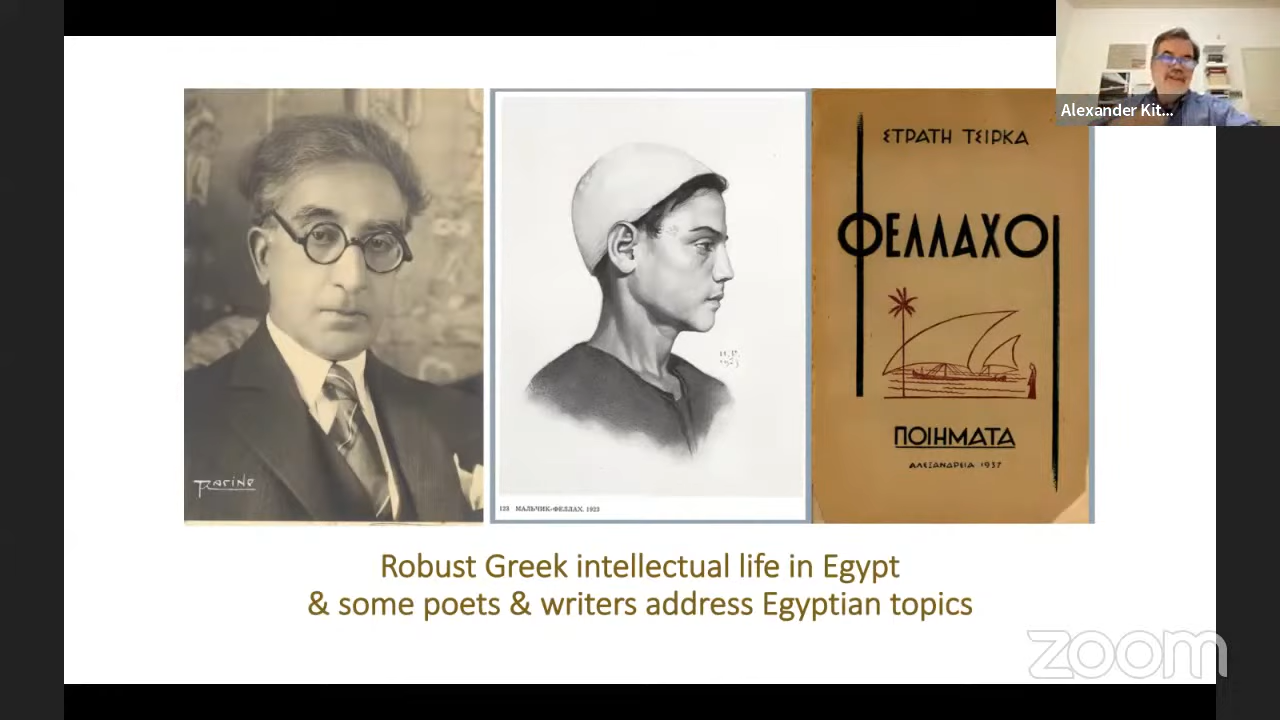 Alexander Kit...
Racine
123 МАЛЬЧИК-ФЕЛЛАХ. 1923
ΣΤΡΑΤΗ ΤΣΙΡΚΑ
ΦΕΛΛΑΧΟΙ
ΠΟΙΗΜΑΤΑ
ΑΛΕΞΑΝΔΡΕΙΑ 1937
Robust Greek intellectual life in Egypt
& some poets & writers address Egyptian topics
zoom